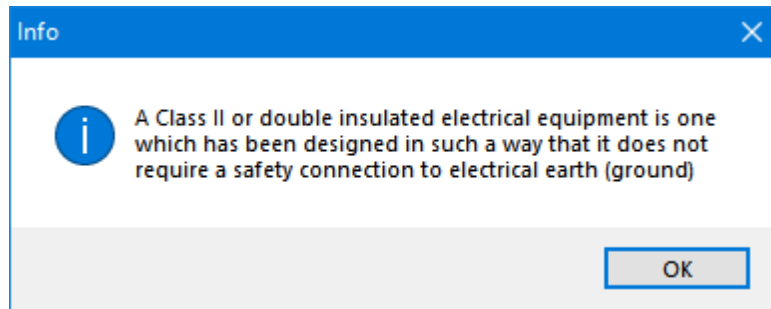 Info
A Class II or double insulated electrical equipment is one
which has been designed in such a way that it does not
require a safety connection to electrical earth (ground)
OK